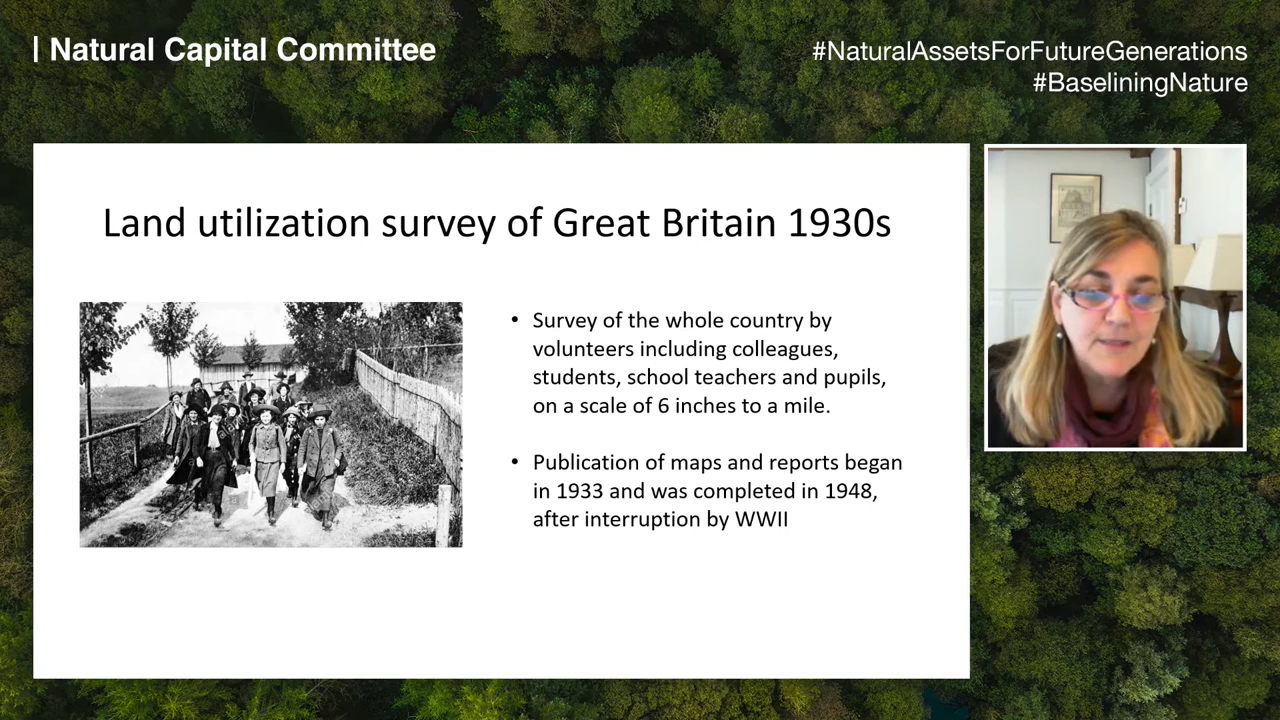 | Natural Capital Committee
#NaturalAssetsForFutureGenerations
#BaseliningNature
Land utilization survey of Great Britain 1930s
• Survey of the whole country by
volunteers including colleagues,
students, school teachers and pupils,
on a scale of 6 inches to a mile.
• Publication of maps and reports began
in 1933 and was completed in 1948,
after interruption by WWII